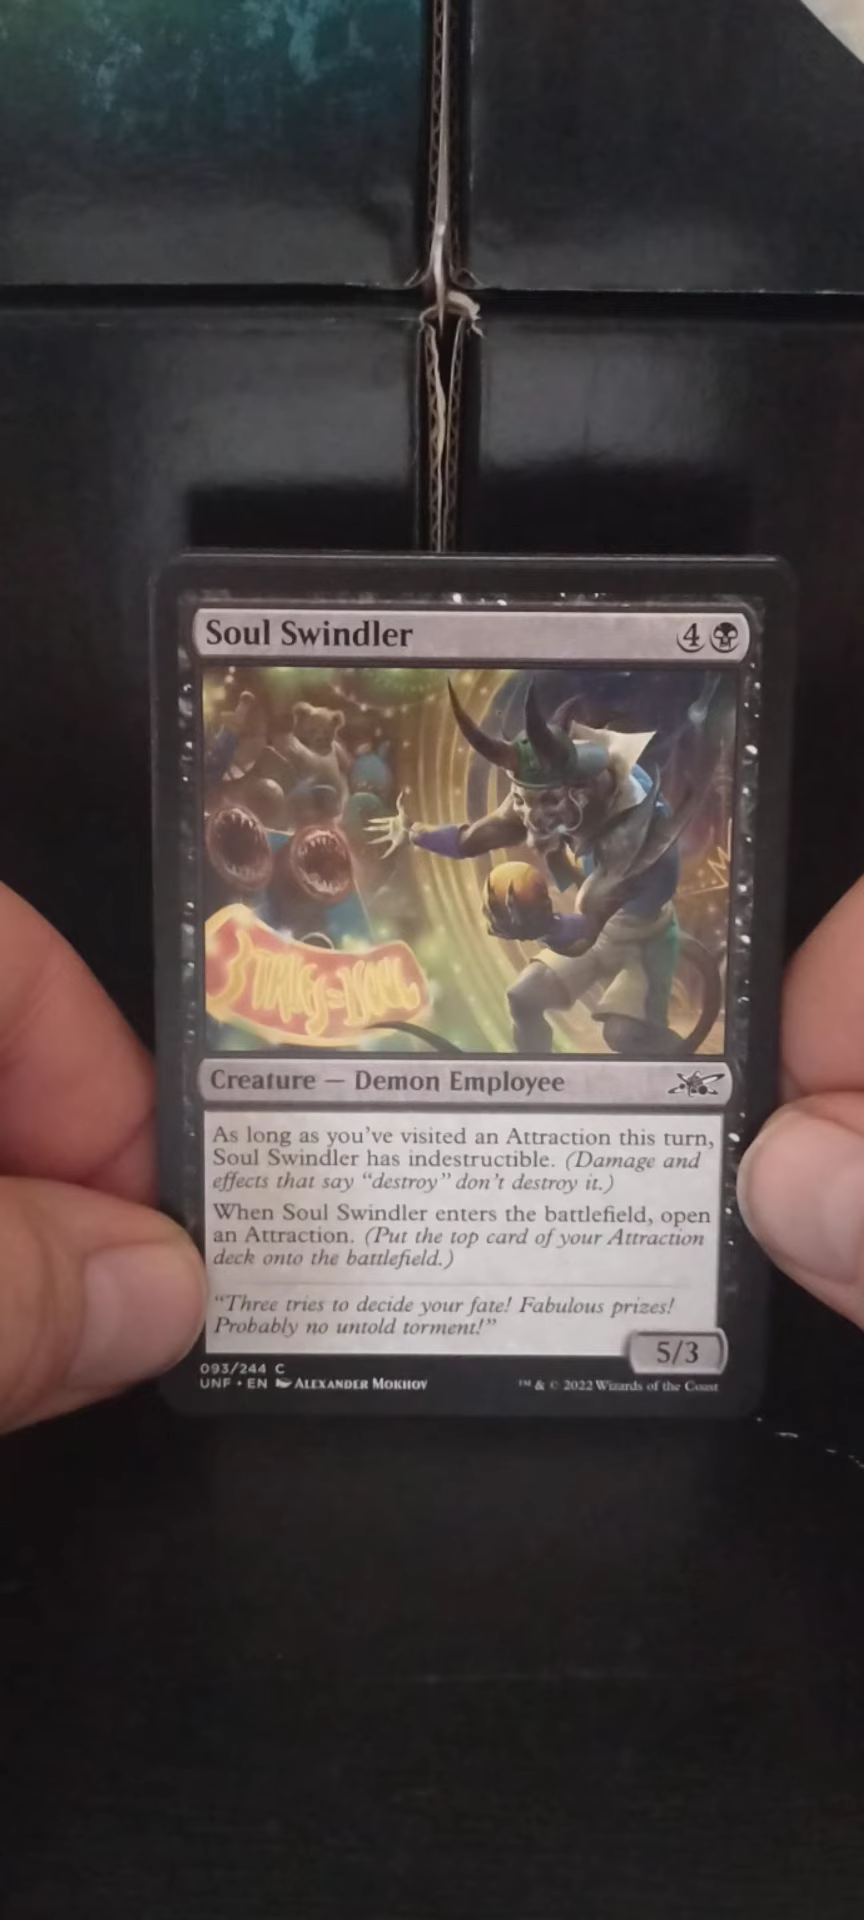 Soul Swindler 4
Creature — Demon Employee
As long as you've visited an Attraction this turn,
Soul Swindler has indestructible. (Damage and
effects that say "destroy" don't destroy it.)
When Soul Swindler enters the battlefield, open
an Attraction. (Put the top card of your Attraction
deck onto the battlefield.)
"Three tries to decide your fate! Fabulous prizes!
Probably no untold torment!"
5/3
093/244 C
UNF • EN ALEXANDER MOKHOV
™ & © 2022 Wizards of the Coast